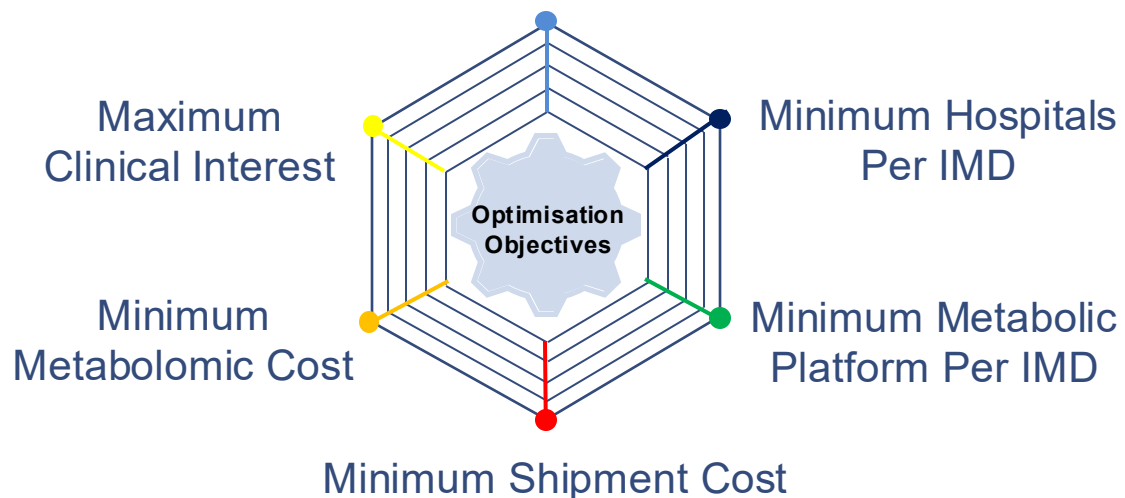 Maximum
Clinical Interest
Minimum Hospitals
Per IMD
Optimisation
Objectives
Minimum
Metabolomic Cost
Minimum Metabolic
Platform Per IMD
Minimum Shipment Cost